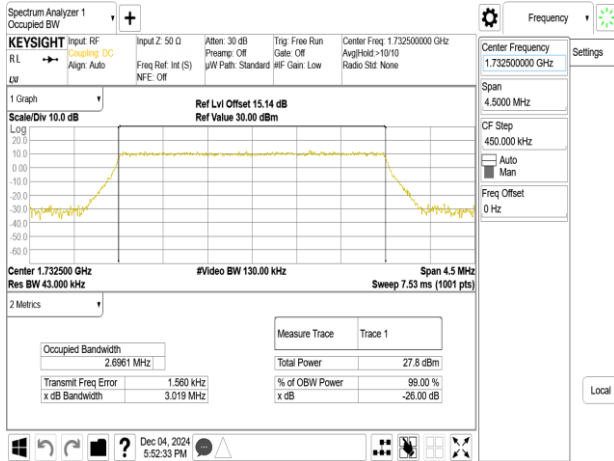 Spectrum Analyzer 1
Occupied BW
KEYSIGHT
RL
LXI
Input: RF
Coupling: DC
Align: Auto
Input Z: 50 Ω
Freq Ref: Int (S)
NFE: Off
Atten: 30 dB
Preamp: Off
µW Path: Standard
Trig: Free Run
Gate: Off
#IF Gain: Low
Center Freq: 1.732500000 GHz
Avg|Hold:>10/10
Radio Std: None
1 Graph
Scale/Div 10.0 dB
Ref Lvl Offset 15.14 dB
Ref Value 30.00 dBm
Log
20.0
10.0
0.00
-10.0
-20.0
-30.0
-40.0
-50.0
-60.0
Center 1.732500 GHz
#Video BW 130.00 kHz
Span 4.5 MHz
Res BW 43.000 kHz
Sweep 7.53 ms (1001 pts)
2 Metrics
Measure Trace
Trace 1
Occupied Bandwidth
2.6961 MHz
Total Power
27.8 dBm
Transmit Freq Error
1.560 kHz
% of OBW Power
99.00 %
x dB Bandwidth
3.019 MHz
x dB
-26.00 dB
Dec 04, 2024
5:52:33 PM
Frequency
Settings
Center Frequency
1.732500000 GHz
Span
4.5000 MHz
CF Step
450.000 kHz
Auto
Man
Freq Offset
0 Hz
Local